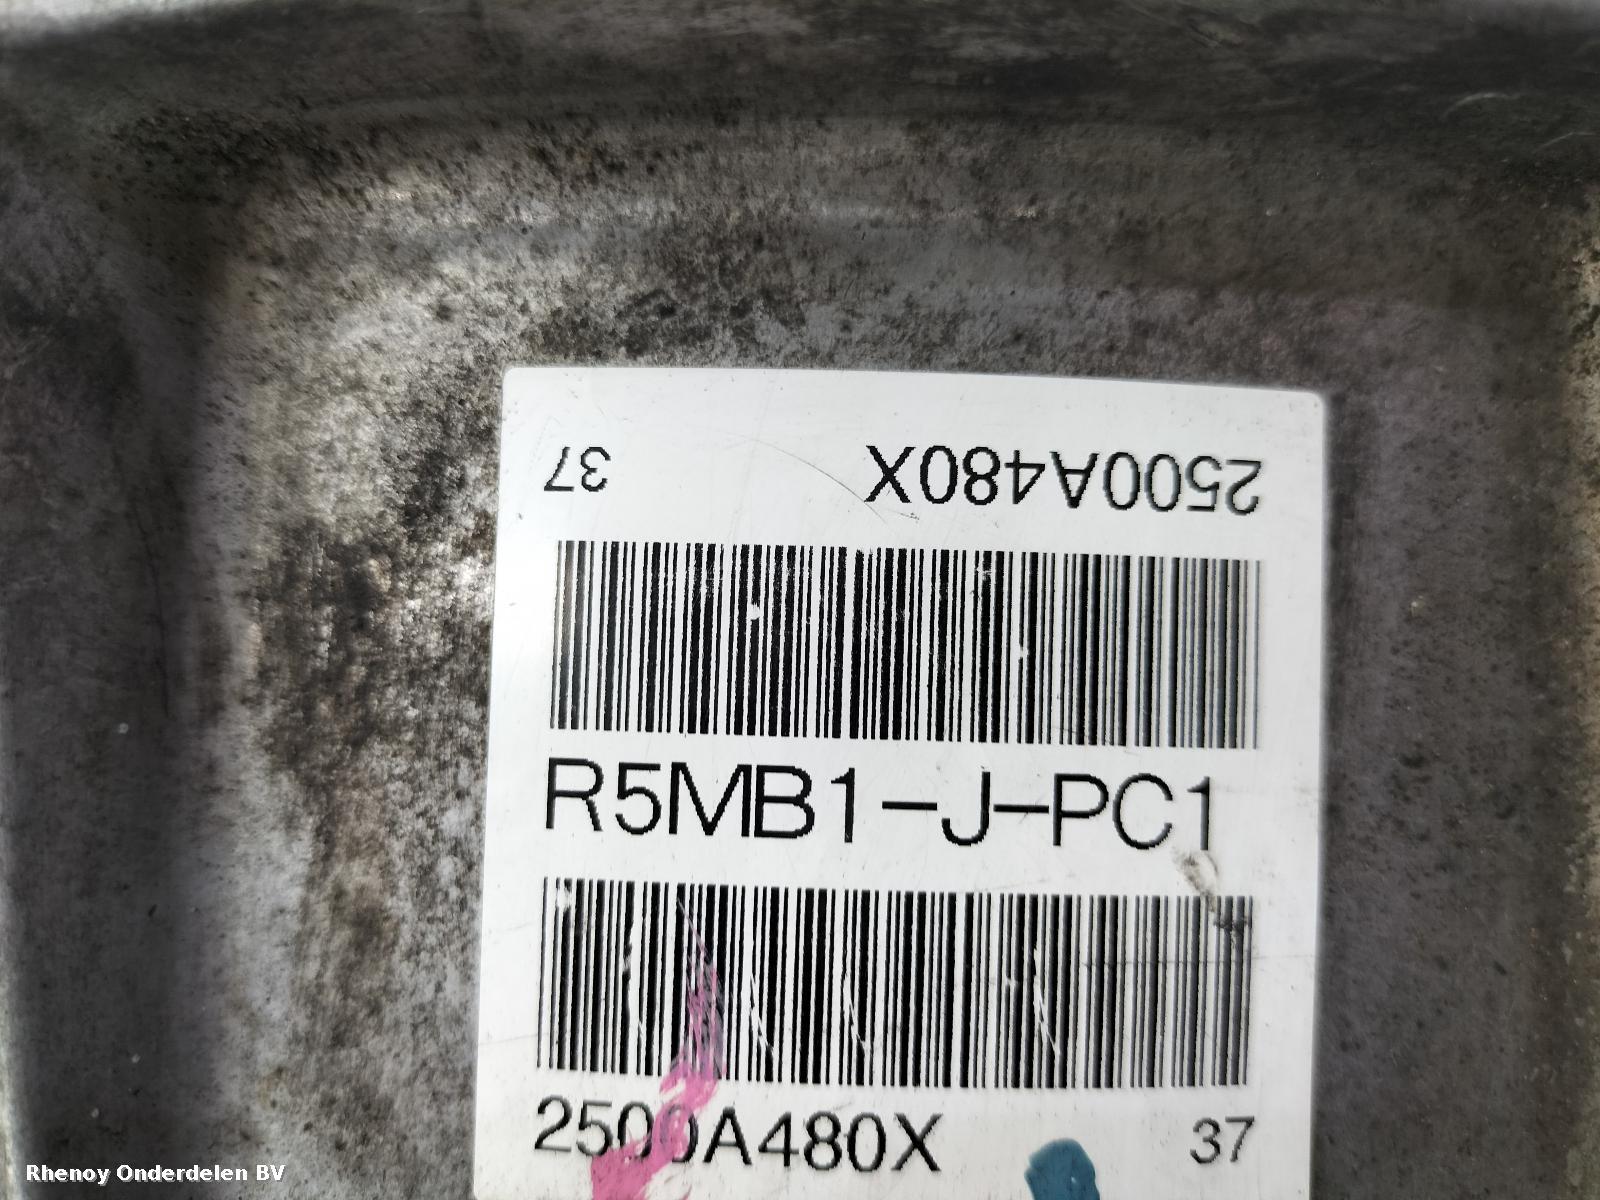 37 2500A480X
R5MB1-J-PC1
2500A480X 37
Rhenoy Onderdelen BV